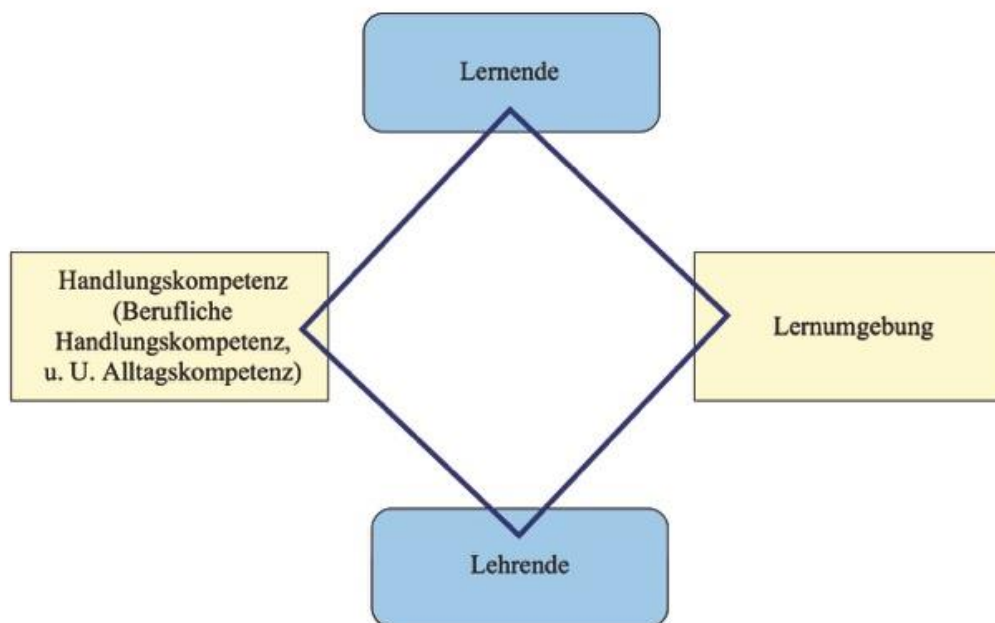 Lernende
Handlungskompetenz
(Berufliche
Handlungskompetenz,
u. U. Alltagskompetenz)
Lernumgebung
Lehrende